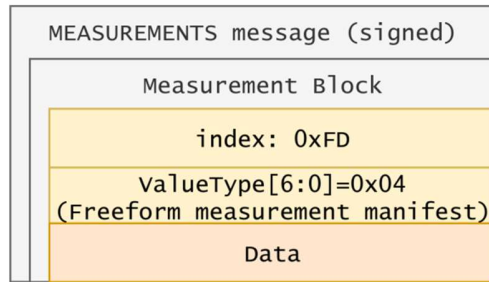 MEASUREMENTS message (signed)
Measurement Block
index: 0xFD
ValueType[6:0]=0x04
(Freeform measurement manifest)
Data